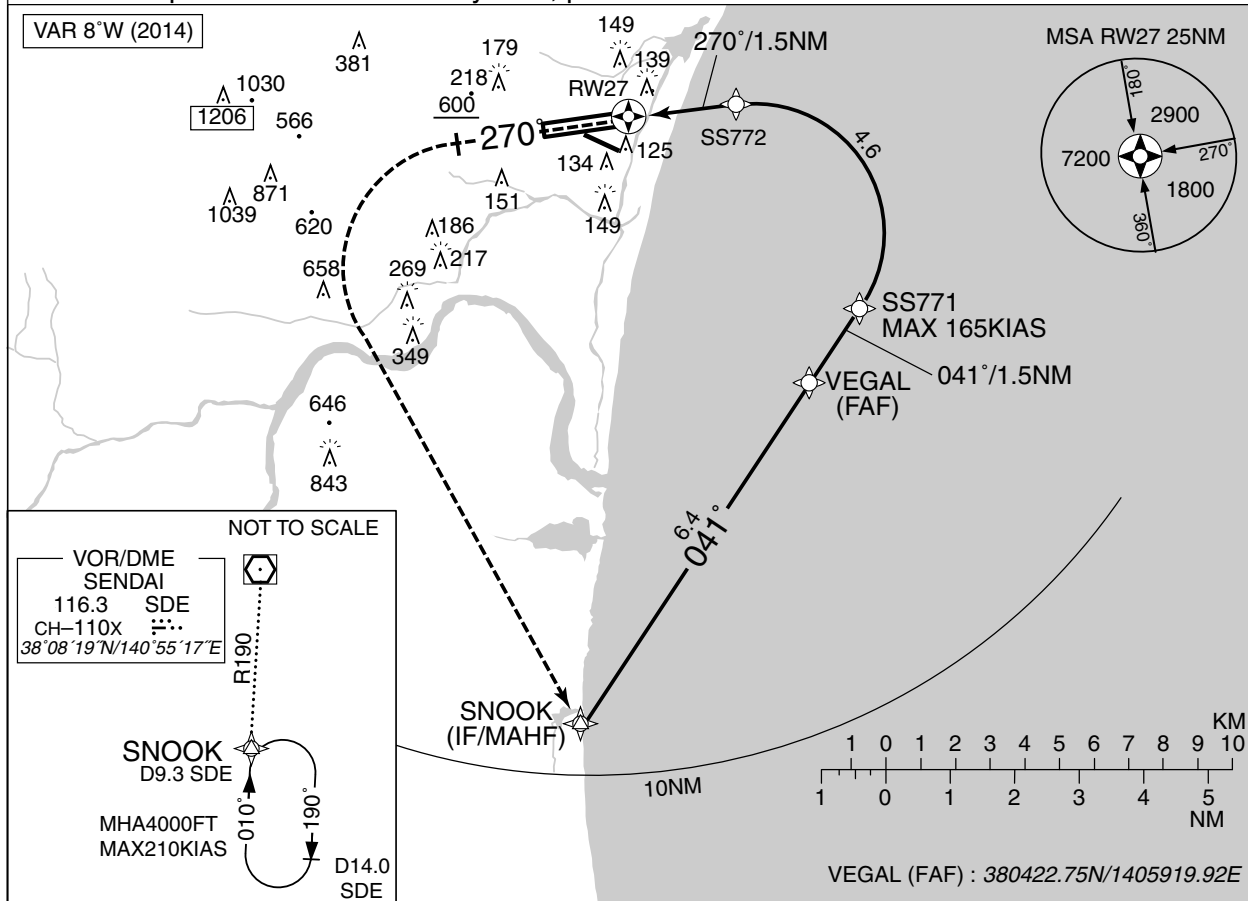 VAR 8°W (2014)
381
179
149
139
270°/1.5NM
MSA RW27 25NM
1030
218
RW27
180°
1206
600
2900
566
270°
SS772
4.6
7200
270°
134
125
1800
871
151
1039
149
360°
620
186
217
658
269
SS771
MAX 165KIAS
349
041°/1.5NM
VEGAL
(FAF)
646
843
6.4
041°
NOT TO SCALE
VOR/DME
SENDAI
116.3 SDE
CH–110X
38°08´19˝N/140°55´17˝E
R190
SNOOK
(IF/MAHF)
SNOOK
D9.3 SDE
KM
1 0 1 2 3 4 5 6 7 8 9 10
10NM
1 0 1 2 3 4 5
NM
010°
190°
MHA4000FT
MAX210KIAS
D14.0
SDE
VEGAL (FAF) : 380422.75N/1405919.92E